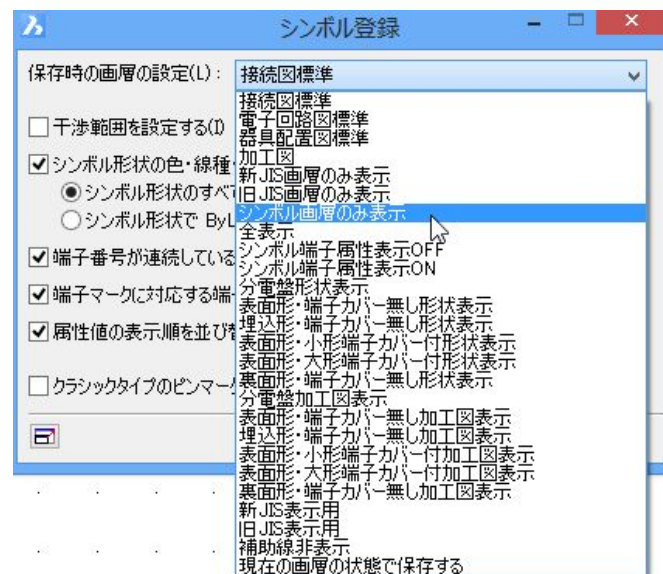 シンボル登録
保存時の画層の設定(L):
接続図標準
接続図標準
電子回路図標準
器具配置図標準
加工図
新JIS画層のみ表示
旧JIS画層のみ表示
シンボル画層のみ表示
全表示
シンボル端子属性表示OFF
シンボル端子属性表示ON
分電盤形状表示
表面形・端子カバー無し形状表示
埋込形・端子カバー無し形状表示
表面形・小形端子カバー付形状表示
表面形・大形端子カバー付形状表示
裏面形・端子カバー無し形状表示
分電盤加工図表示
表面形・端子カバー無し加工図表示
埋込形・端子カバー無し加工図表示
表面形・小形端子カバー付加工図表示
表面形・大形端子カバー付加工図表示
裏面形・端子カバー無し加工図表示
新JIS表示用
旧JIS表示用
補助線非表示
現在の画層の状態で保存する
干渉範囲を設定する(I)
シンボル形状の色・線種・
シンボル形状のすべて
シンボル形状で ByL
端子番号が連続している
端子マークに対応する端
属性値の表示順を並び替
クラシックタイプのピンマーク